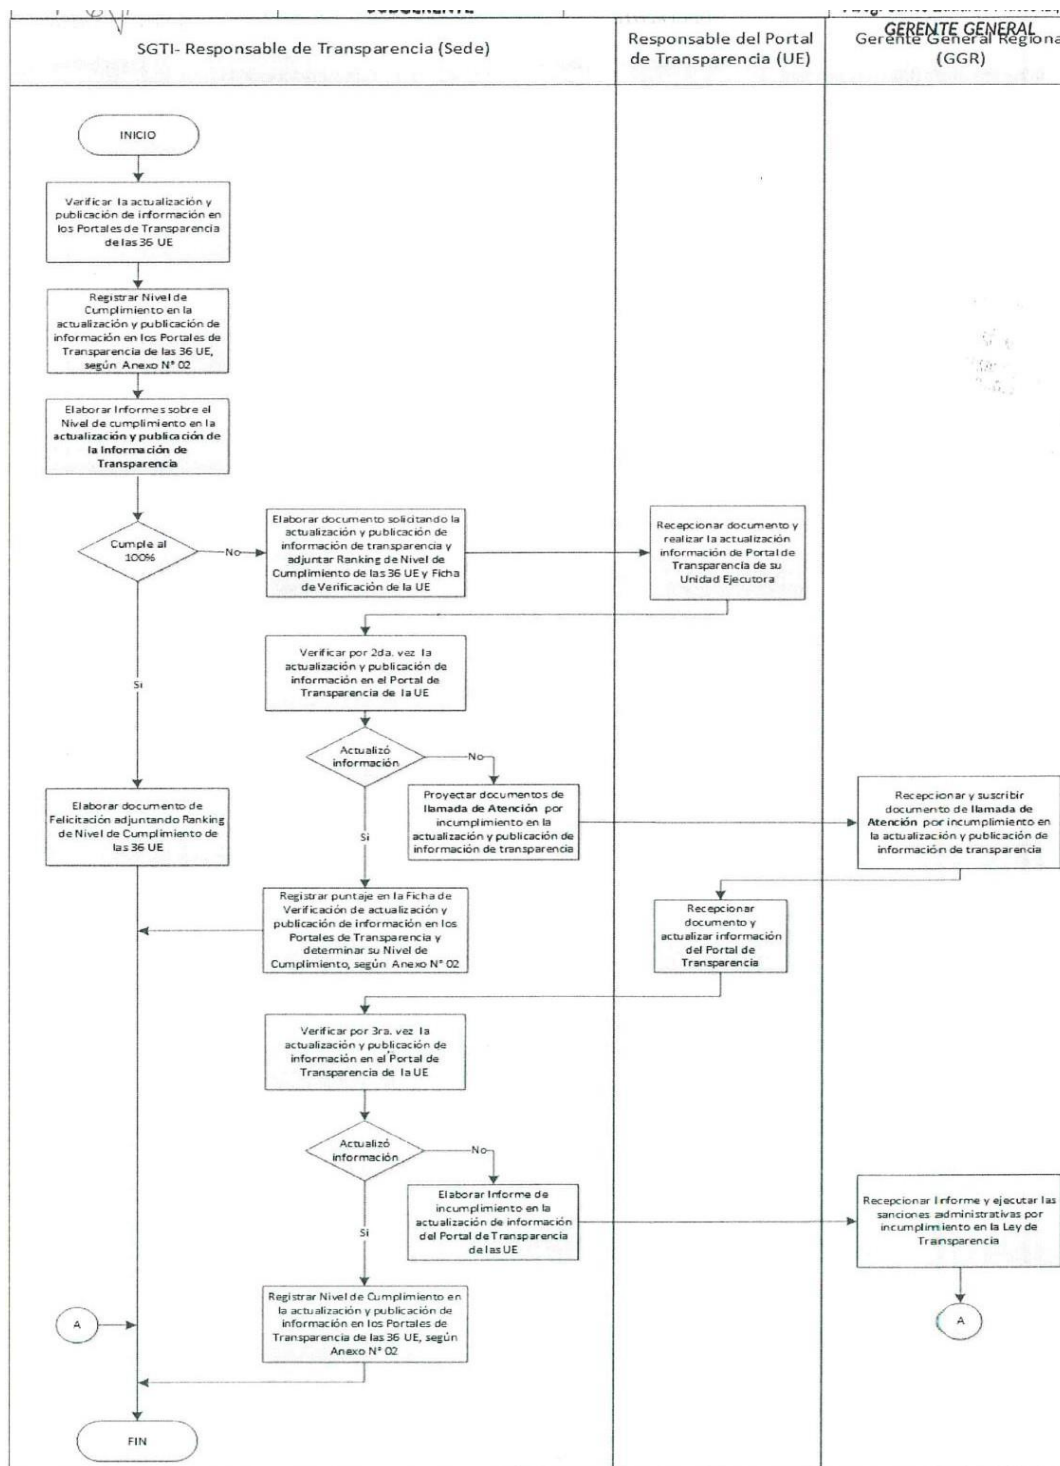 SUBGERENTE
GERENTE GENERAL
SGTI- Responsable de Transparencia (Sede)
Responsable del Portal
de Transparencia (UE)
Gerente General Regiona
(GGR)
INICIO
Verificar la actualización y
publicación de información en
los Portales de Transparencia
de las 36 UE
Registrar Nivel de
Cumplimiento en la
actualización y publicación de
información en los Portales de
Transparencia de las 36 UE,
según Anexo N° 02
Elaborar Informes sobre el
Nivel de cumplimiento en la
actualización y publicación de
la Información de
Transparencia
Cumple al
100%
No
Elaborar documento solicitando la
actualización y publicación de
información de transparencia y
adjuntar Ranking de Nivel de
Cumplimiento de las 36 UE y Ficha
de Verificación de la UE
Recepcionar documento y
realizar la actualización
información de Portal de
Transparencia de su
Unidad Ejecutora
Verificar por 2da. vez la
actualización y publicación de
información en el Portal de
Transparencia de la UE
Si
Actualizó
información
No
Proyectar documentos de
llamada de Atención por
incumplimiento en la
actualización y publicación de
información de transparencia
Recepcionar y suscribir
documento de llamada de
Atención por incumplimiento en
la actualización y publicación de
información de transparencia
Elaborar documento de
Felicitación adjuntando Ranking
de Nivel de Cumplimiento de
las 36 UE
Si
Registrar puntaje en la Ficha de
Verificación de actualización y
publicación de información en los
Portales de Transparencia y
determinar su Nivel de
Cumplimiento, según Anexo N° 02
Recepcionar
documento y
actualizar información
del Portal de
Transparencia
Verificar por 3ra. vez la
actualización y publicación de
información en el Portal de
Transparencia de la UE
Actualizó
información
No
Elaborar Informe de
incumplimiento en la
actualización de información
del Portal de Transparencia
de las UE
Recepcionar Informe y ejecutar las
sanciones administrativas por
incumplimiento en la Ley de
Transparencia
Si
Registrar Nivel de Cumplimiento en
la actualización y publicación de
información en los Portales de
Transparencia de las 36 UE, según
Anexo N° 02
A
A
FIN